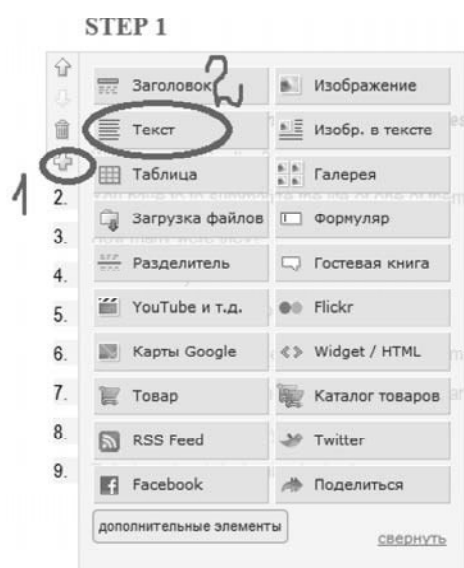 STEP 1
2
Заголовок Изображение
Текст Изобр. в тексте
1
Таблица Галерея
2.
Загрузка файлов Формуляр
3.
Разделитель Гостевая книга
4.
YouTube и т.д. Flickr
5.
6. Карты Google Widget / HTML
7. Товар Каталог товаров
8. RSS Feed Twitter
9. Facebook Поделиться
дополнительные элементы
свернуть